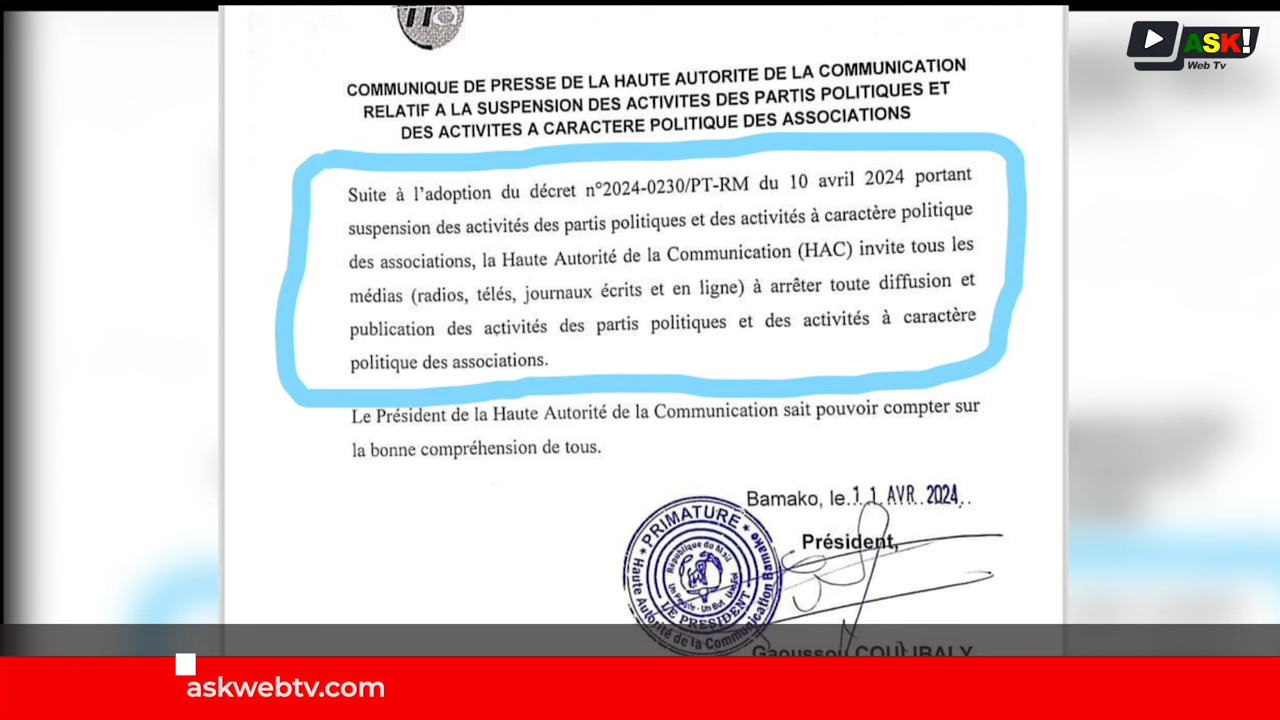 ASK!
Web Tv
COMMUNIQUE DE PRESSE DE LA HAUTE AUTORITE DE LA COMMUNICATION
RELATIF A LA SUSPENSION DES ACTIVITES DES PARTIS POLITIQUES ET
DES ACTIVITES A CARACTERE POLITIQUE DES ASSOCIATIONS
Suite à l'adoption du décret n°2024-0230/PT-RM du 10 avril 2024 portant
suspension des activités des partis politiques et des activités à caractère politique
des associations, la Haute Autorité de la Communication (HAC) invite tous les
médias (radios, télés, journaux écrits et en ligne) à arrêter toute diffusion et
publication des activités des partis politiques et des activités à caractère
politique des associations.
Le Président de la Haute Autorité de la Communication sait pouvoir compter sur
la bonne compréhension de tous.
Bamako, le 11 AVR. 2024
Président,
PRIMATURE
Haute Autorité de la Communication Bamako
République du Mali
Un Peuple - Un But
LE PRESIDENT
Gaoussou COULIBALY
askwebtv.com